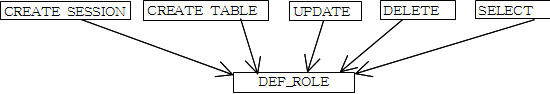 CREATE SESSION
CREATE TABLE
UPDATE
DELETE
SELECT
DEF_ROLE